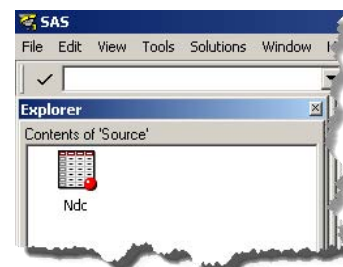 SAS
File Edit View Tools Solutions Window
Explorer
Contents of 'Source'
Ndc